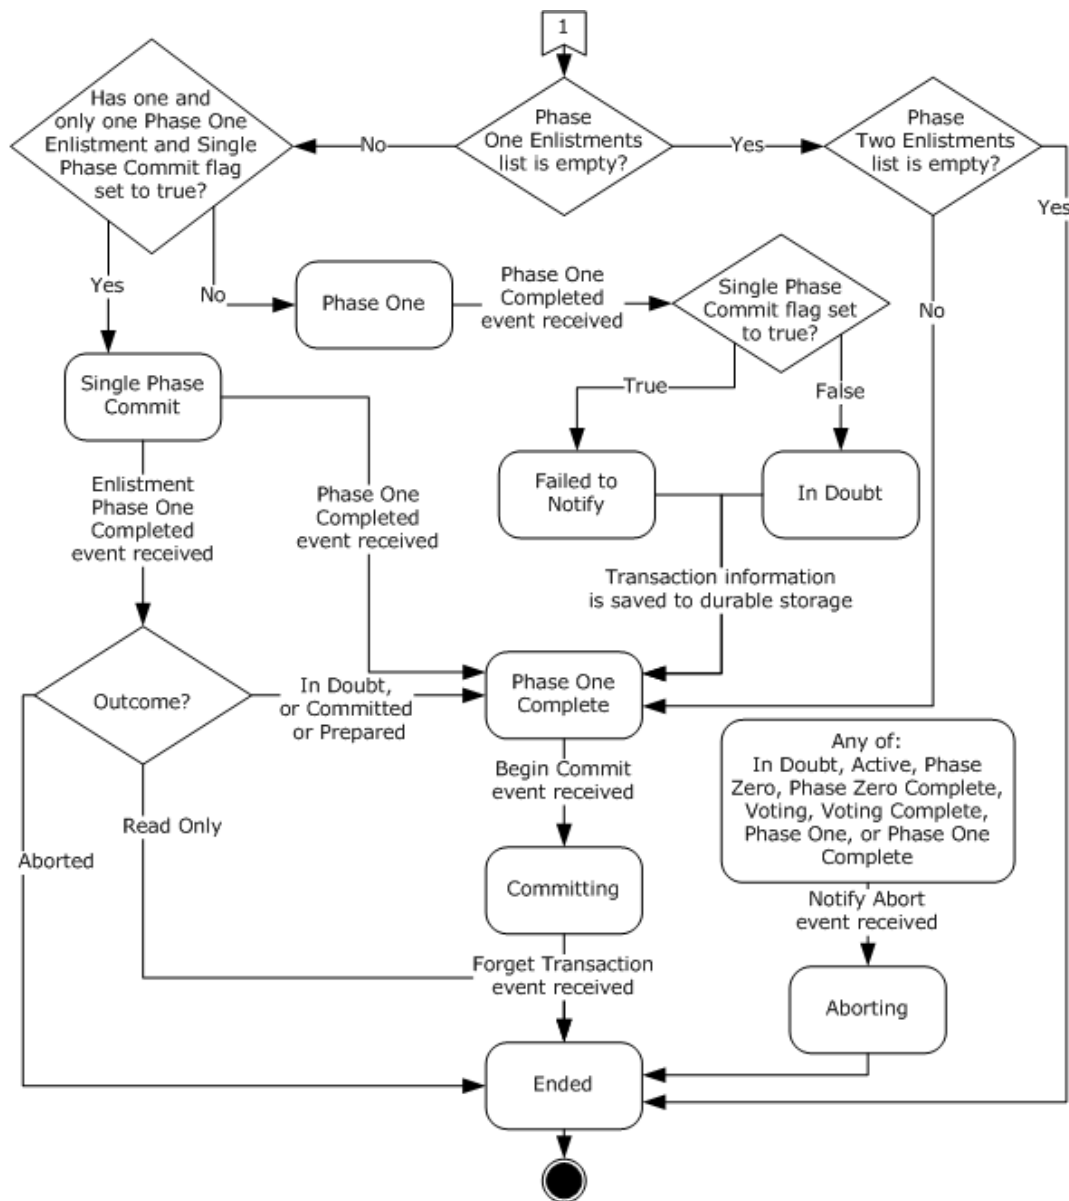 1
Has one and
only one Phase One
Enlistment and Single
Phase Commit flag
set to true?
No
Phase
One Enlistments
list is empty?
Yes
Phase
Two Enlistments
list is empty?
Yes
Yes
No
Phase One
Phase One
Completed
event received
Single Phase
Commit flag set
to true?
No
Single Phase
Commit
True
False
Enlistment
Phase One
Completed
event received
Phase One
Completed
event received
Failed to
Notify
In Doubt
Transaction information
is saved to durable storage
Outcome?
In Doubt,
or Committed
or Prepared
Phase One
Complete
Any of:
In Doubt, Active, Phase
Zero, Phase Zero Complete,
Voting, Voting Complete,
Phase One, or Phase One
Complete
Begin Commit
event received
Read Only
Aborted
Committing
Notify Abort
event received
Forget Transaction
event received
Aborting
Ended